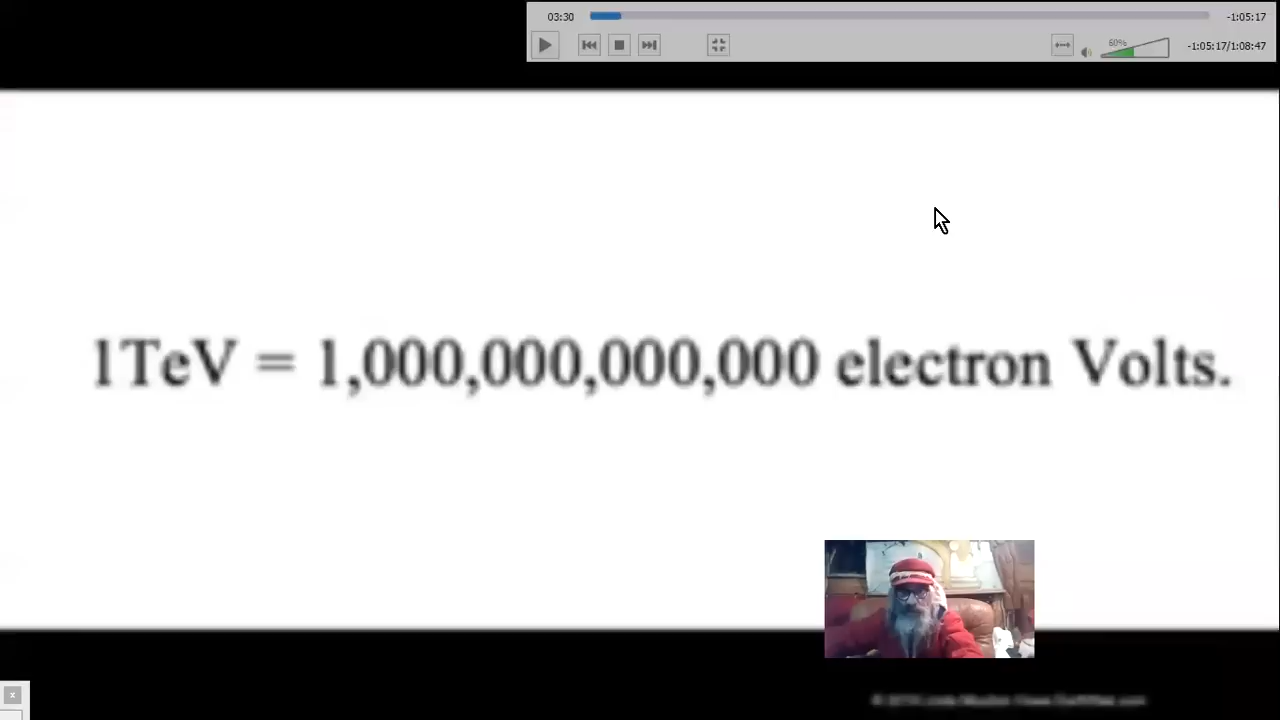 03:30
-1:05:17
60%
-1:05:17/1:08:47
1TeV = 1,000,000,000,000 electron Volts.
x